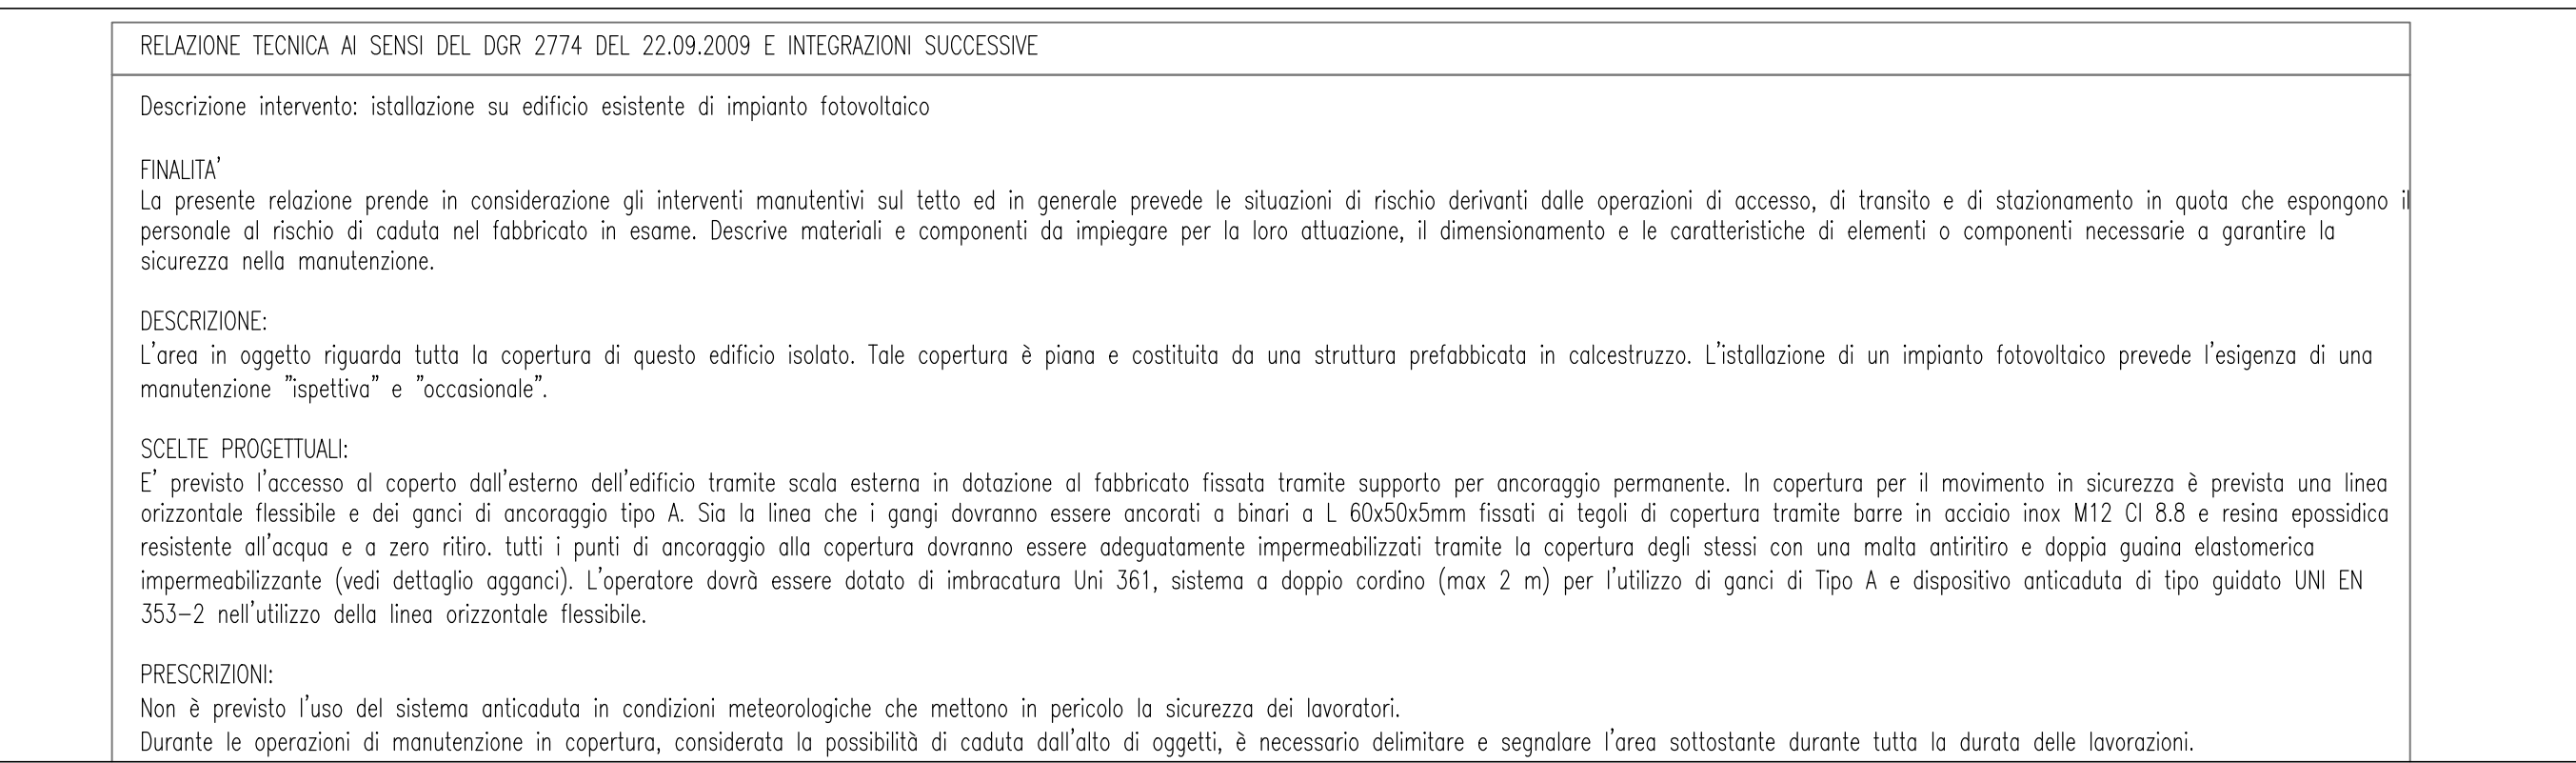 RELAZIONE TECNICA AI SENSI DEL DGR 2774 DEL 22.09.2009 E INTEGRAZIONI SUCCESSIVE
Descrizione intervento: istallazione su edificio esistente di impianto fotovoltaico
FINALITA'
La presente relazione prende in considerazione gli interventi manutentivi sul tetto ed in generale prevede le situazioni di rischio derivanti dalle operazioni di accesso, di transito e di stazionamento in quota che espongono il
personale al rischio di caduta nel fabbricato in esame. Descrive materiali e componenti da impiegare per la loro attuazione, il dimensionamento e le caratteristiche di elementi o componenti necessarie a garantire la
sicurezza nella manutenzione.
DESCRIZIONE:
L'area in oggetto riguarda tutta la copertura di questo edificio isolato. Tale copertura è piana e costituita da una struttura prefabbricata in calcestruzzo. L'istallazione di un impianto fotovoltaico prevede l'esigenza di una
manutenzione "ispettiva" e "occasionale".
SCELTE PROGETTUALI:
E' previsto l'accesso al coperto dall'esterno dell'edificio tramite scala esterna in dotazione al fabbricato fissata tramite supporto per ancoraggio permanente. In copertura per il movimento in sicurezza è prevista una linea
orizzontale flessibile e dei ganci di ancoraggio tipo A. Sia la linea che i gangi dovranno essere ancorati a binari a L 60x50x5mm fissati ai tegoli di copertura tramite barre in acciaio inox M12 Cl 8.8 e resina epossidica
resistente all'acqua e a zero ritiro. tutti i punti di ancoraggio alla copertura dovranno essere adeguatamente impermeabilizzati tramite la copertura degli stessi con una malta antiritiro e doppia guaina elastomerica
impermeabilizzante (vedi dettaglio agganci). L'operatore dovrà essere dotato di imbracatura Uni 361, sistema a doppio cordino (max 2 m) per l'utilizzo di ganci di Tipo A e dispositivo anticaduta di tipo guidato UNI EN
353-2 nell'utilizzo della linea orizzontale flessibile.
PRESCRIZIONI:
Non è previsto l'uso del sistema anticaduta in condizioni meteorologiche che mettono in pericolo la sicurezza dei lavoratori.
Durante le operazioni di manutenzione in copertura, considerata la possibilità di caduta dall'alto di oggetti, è necessario delimitare e segnalare l'area sottostante durante tutta la durata delle lavorazioni.